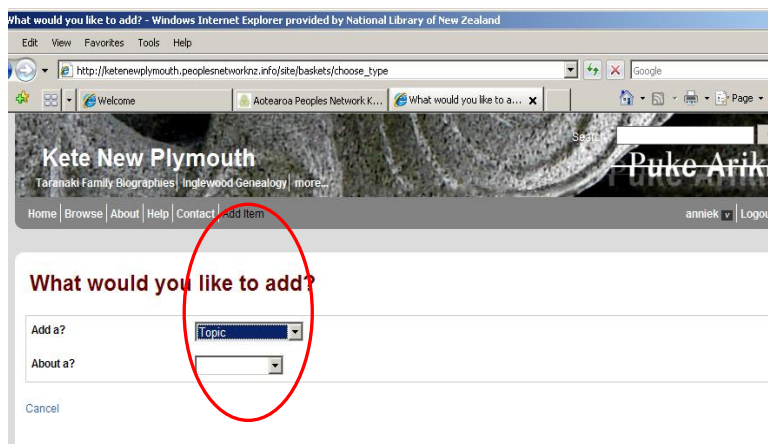 What would you like to add? - Windows Internet Explorer provided by National Library of New Zealand
Edit View Favorites Tools Help
http://ketenewplymouth.peoplesnetworknz.info/site/baskets/choose_type
Google
Welcome
Aotearoa Peoples Network K...
What would you like to a...
Page
Search
Kete New Plymouth
Puke Ariki
Taranaki Family Biographies| Inglewood Genealogy| more...
Home| Browse| About| Help| Contact| Add Item
anniek v | Logou
What would you like to add?
Add a? Topic
About a?
Cancel